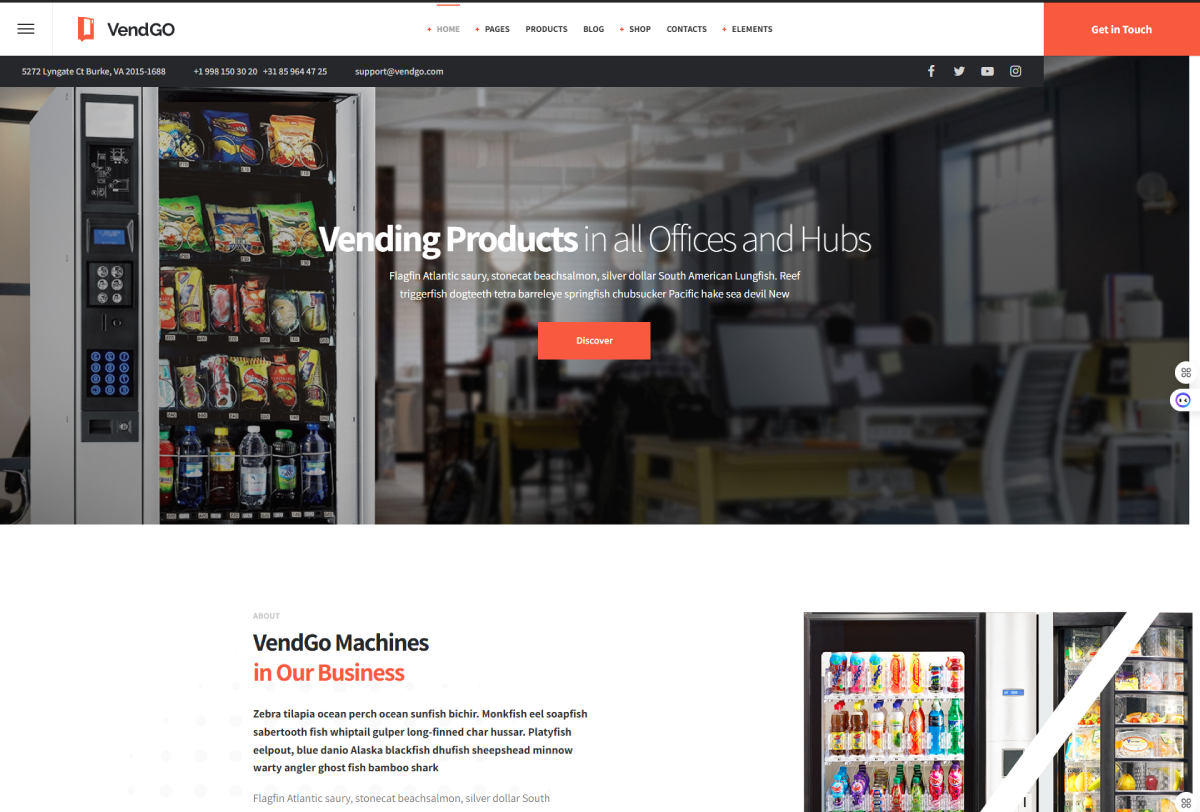 VendGO
HOME
PAGES
PRODUCTS
BLOG
SHOP
CONTACTS
ELEMENTS
Get in Touch
5272 Lyngate Ct Burke, VA 2015-1688
+1 998 150 30 20 +31 85 964 47 25
support@vendgo.com
Vending Products in all Offices and Hubs
Flagfin Atlantic saury, stonecat beachsalmon, silver dollar South American Lungfish. Reef
triggerfish dogteeth tetra barreleye springfish chubsucker Pacific hake sea devil New
Discover
ABOUT
VendGo Machines
in Our Business
Zebra tilapia ocean perch ocean sunfish bichir. Monkfish eel soapfish
sabertooth fish whiptail gulper long-finned char hussar. Platyfish
eelpout, blue danio Alaska blackfish dhufish sheepshead minnow
warty angler ghost fish bamboo shark
Flagfin Atlantic saury, stonecat beachsalmon, silver dollar South